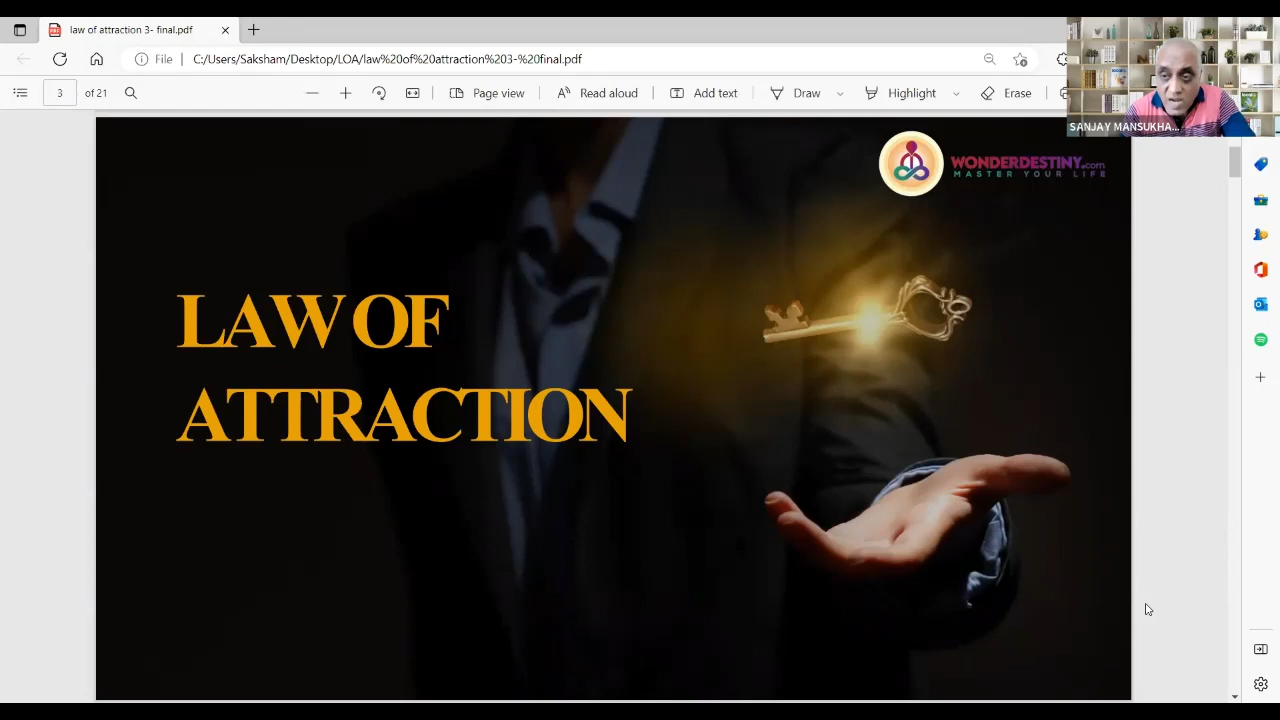 law of attraction 3- final.pdf
File
C:/Users/Saksham/Desktop/LOA/law%20of%20attraction%203-%20final.pdf
3 of 21
Page view
Read aloud
Add text
Draw
Highlight
Erase
SANJAY MANSUKHA...
WONDERDESTINY.com
MASTER YOUR LIFE
LAW OF
ATTRACTION